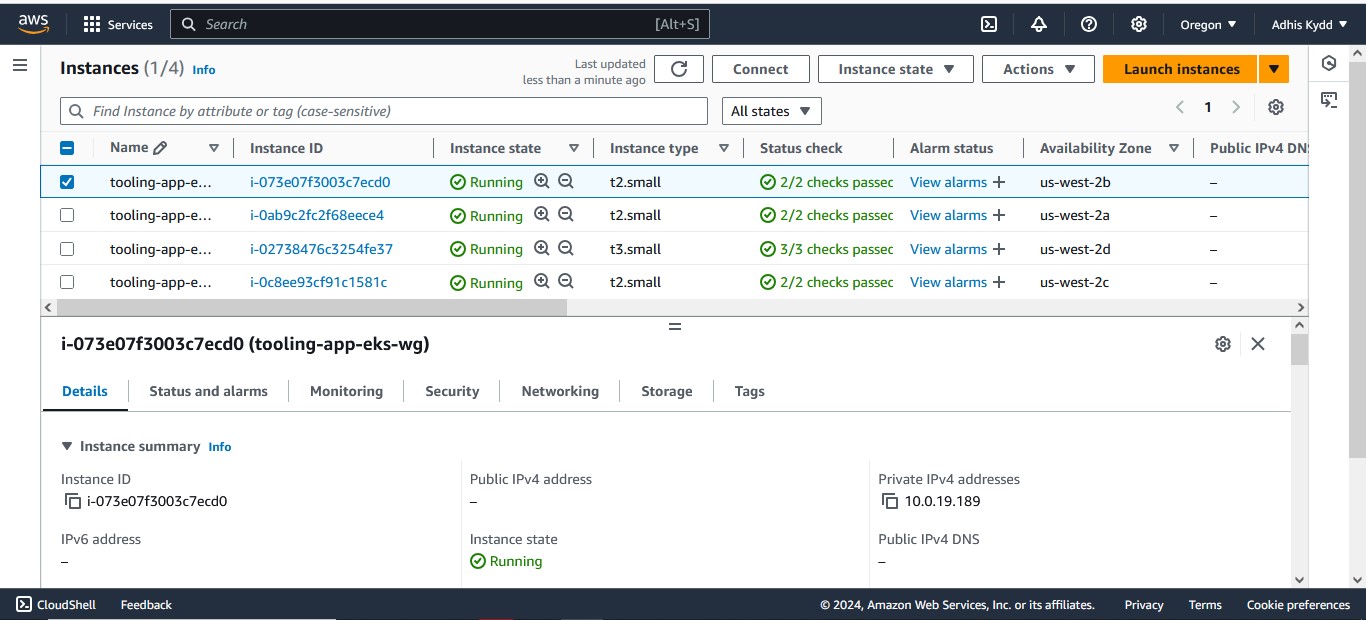 aws Services Search [Alt+S] Oregon Adhis Kydd
Instances (1/4) Info Last updated less than a minute ago Connect Instance state Actions Launch instances
Find Instance by attribute or tag (case-sensitive) All states 1
Name Instance ID Instance state Instance type Status check Alarm status Availability Zone Public IPv4 DN
tooling-app-e... i-073e07f3003c7ecd0 Running t2.small 2/2 checks passec View alarms + us-west-2b –
tooling-app-e... i-0ab9c2fc2f68eece4 Running t2.small 2/2 checks passec View alarms + us-west-2a –
tooling-app-e... i-02738476c3254fe37 Running t3.small 3/3 checks passec View alarms + us-west-2d –
tooling-app-e... i-0c8ee93cf91c1581c Running t2.small 2/2 checks passec View alarms + us-west-2c –
i-073e07f3003c7ecd0 (tooling-app-eks-wg)
Details Status and alarms Monitoring Security Networking Storage Tags
Instance summary Info
Instance ID Public IPv4 address Private IPv4 addresses
i-073e07f3003c7ecd0 – 10.0.19.189
IPv6 address Instance state Public IPv4 DNS
– Running –
CloudShell Feedback © 2024, Amazon Web Services, Inc. or its affiliates. Privacy Terms Cookie preferences